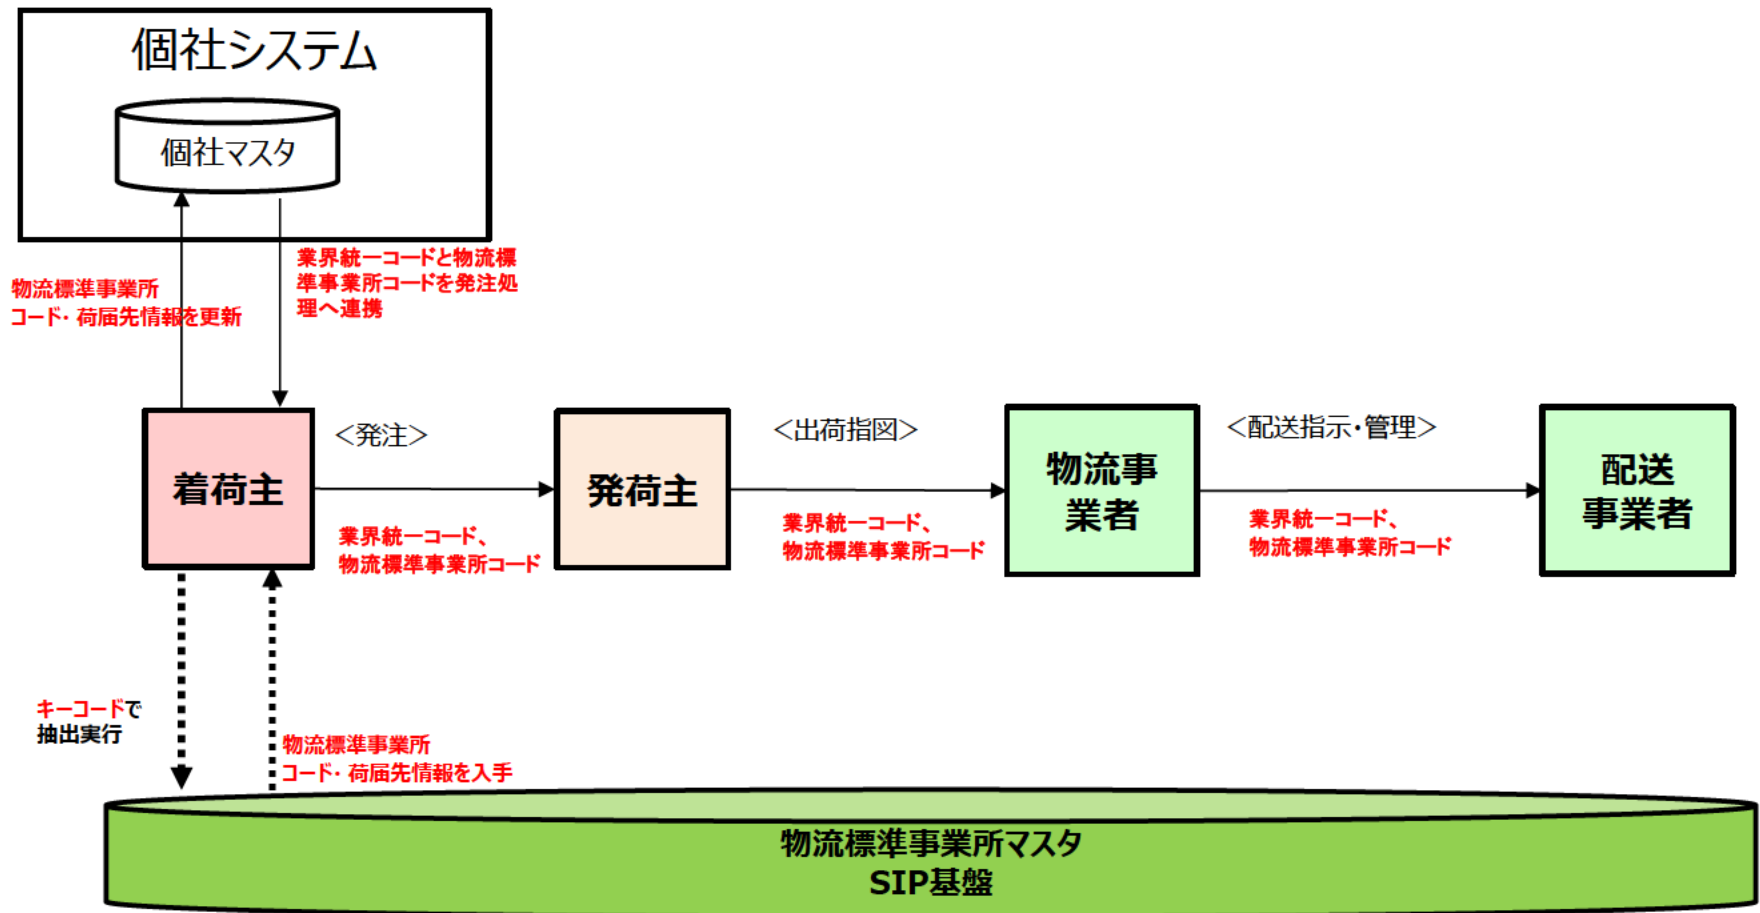 個社システム
個社マスタ
物流標準事業所
コード・荷届先情報を更新
業界統一コードと物流標
準事業所コードを発注処
理へ連携
着荷主
＜発注＞
業界統一コード、
物流標準事業所コード
発荷主
＜出荷指図＞
業界統一コード、
物流標準事業所コード
物流事
業者
＜配送指示・管理＞
業界統一コード、
物流標準事業所コード
配送
事業者
キーコードで
抽出実行
物流標準事業所
コード・荷届先情報を入手
物流標準事業所マスタ
SIP基盤